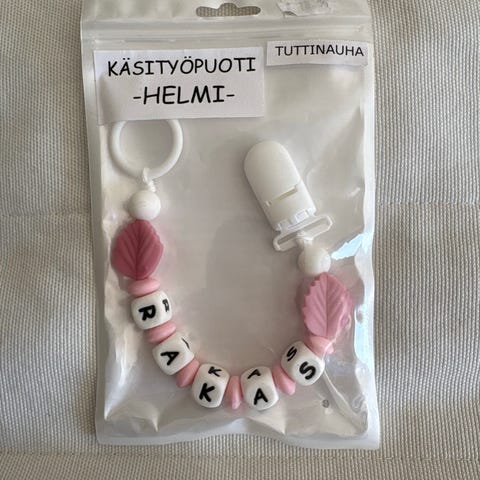 KÄSITYÖPUOTI
-HELMI-
TUTTINAUHA
RAKAS